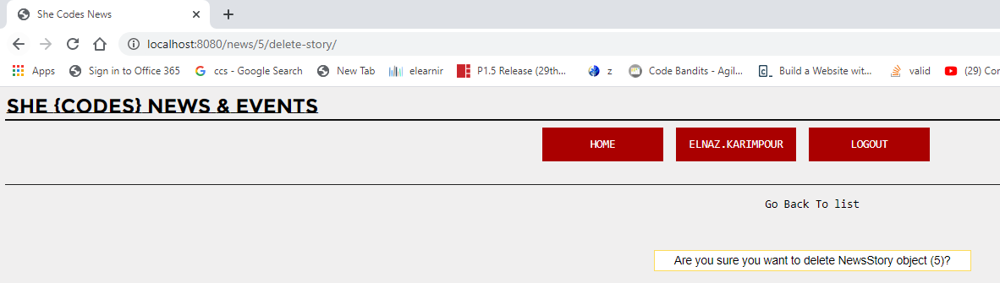 She Codes News
localhost:8080/news/5/delete-story/
Apps Sign in to Office 365 ccs - Google Search New Tab elearnir P1.5 Release (29th... z Code Bandits - Agil... Build a Website wit... valid (29) Cor
SHE {CODES} NEWS & EVENTS
HOME ELNAZ.KARIMPOUR LOGOUT
Go Back To list
Are you sure you want to delete NewsStory object (5)?